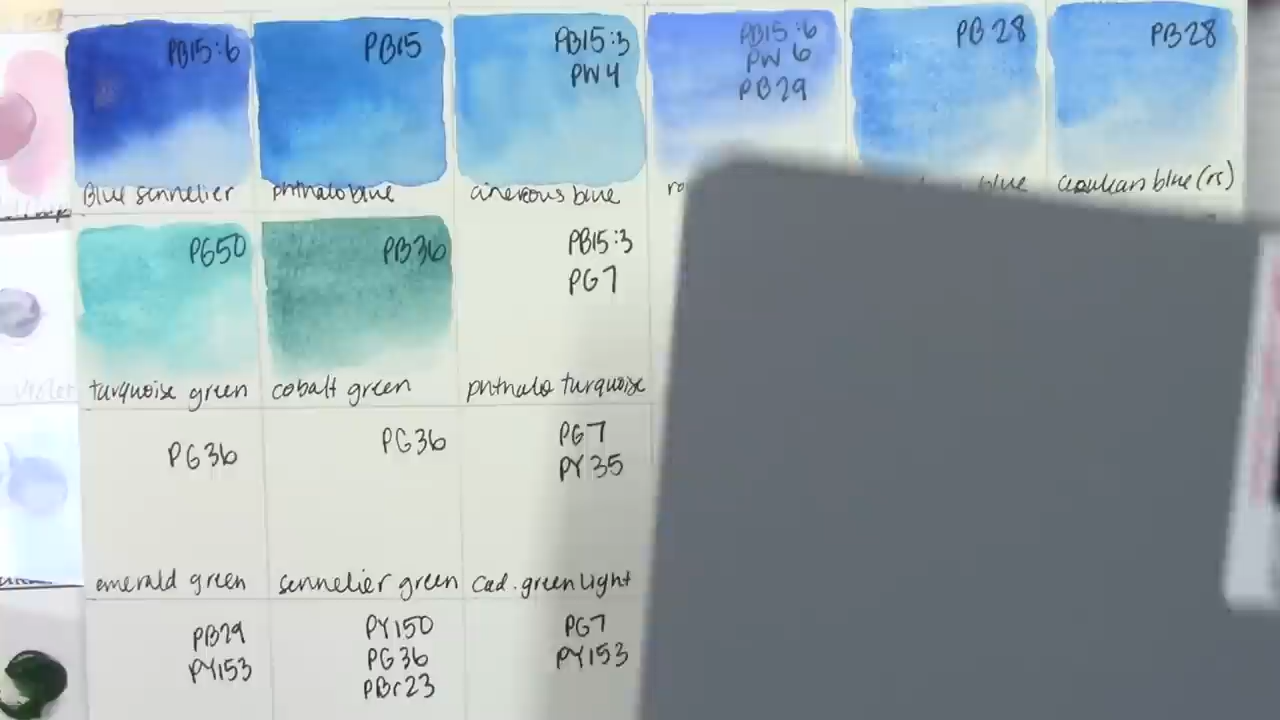 PB15:6
Blue sennelier
PB15
phthalo blue
PB15:3
PW4
cinereous blue
PB15:6
PW6
PB29
PB28
blue
PB28
cerulean blue (rs)
PG50
turquoise green
PB36
cobalt green
PB15:3
PG7
phthalo turquoise
PG36
emerald green
PG36
sennelier green
PG7
PY35
cad. green light
PB29
PY153
PY150
PG36
PBr23
PG7
PY153
violet